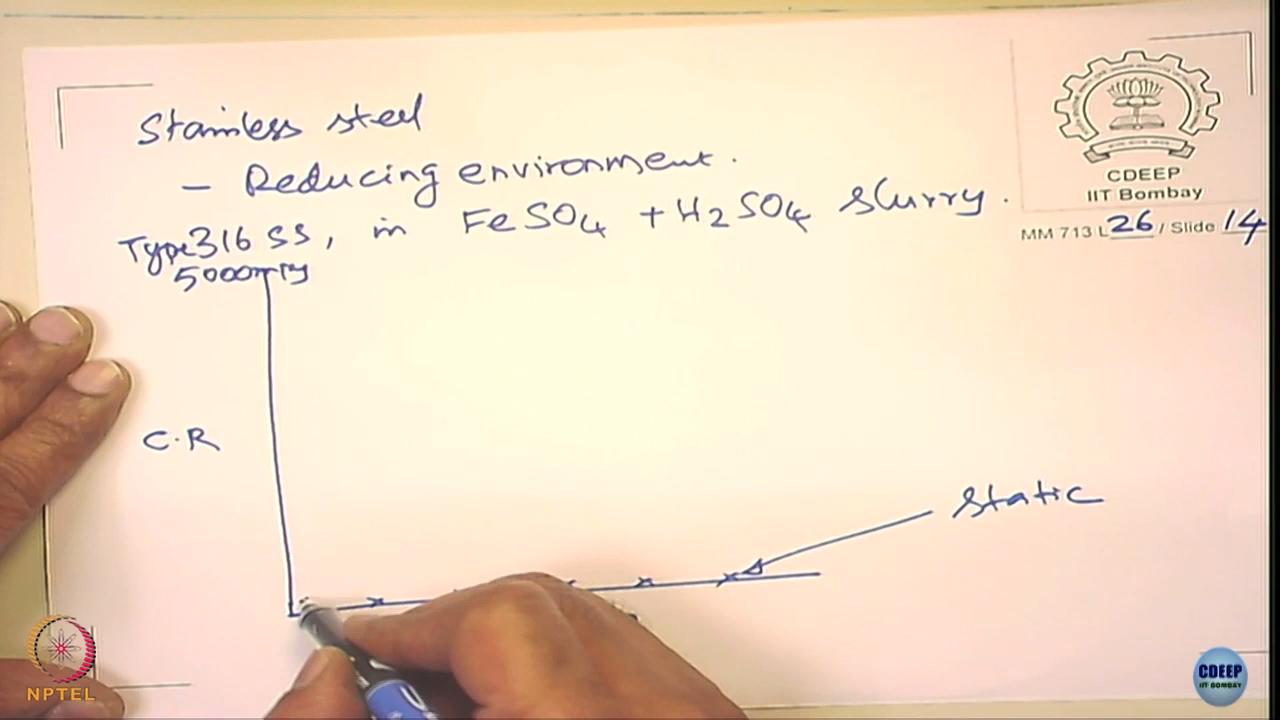 Stainless steel
- Reducing environment.
Type 316 SS, in FeSO4 + H2SO4 slurry.
5000mpy
C.R
Static
CDEEP
IIT Bombay
MM 713 L 26 / Slide 14
NPTEL
CDEEP
IIT BOMBAY